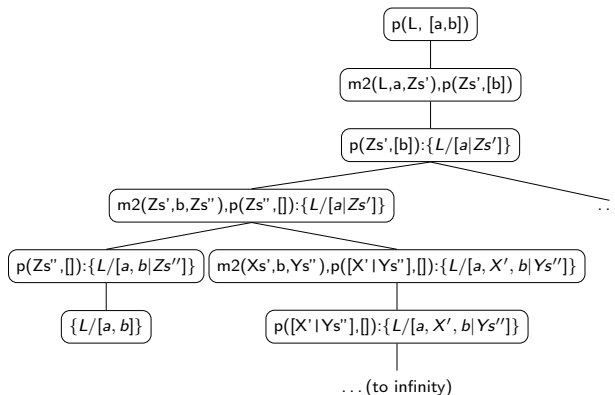 p(L, [a,b])
m2(L,a,Zs'),p(Zs',[b])
p(Zs',[b]):{L/[a|Zs′]}
m2(Zs',b,Zs"),p(Zs",[]):{L/[a|Zs′]}
...
p(Zs",[]):{L/[a, b|Zs′′]}
m2(Xs',b,Ys"),p([X'|Ys"],[]):{L/[a, X′, b|Ys′′]}
{L/[a, b]}
p([X'|Ys"],[]):{L/[a, X′, b|Ys′′]}
...(to infinity)